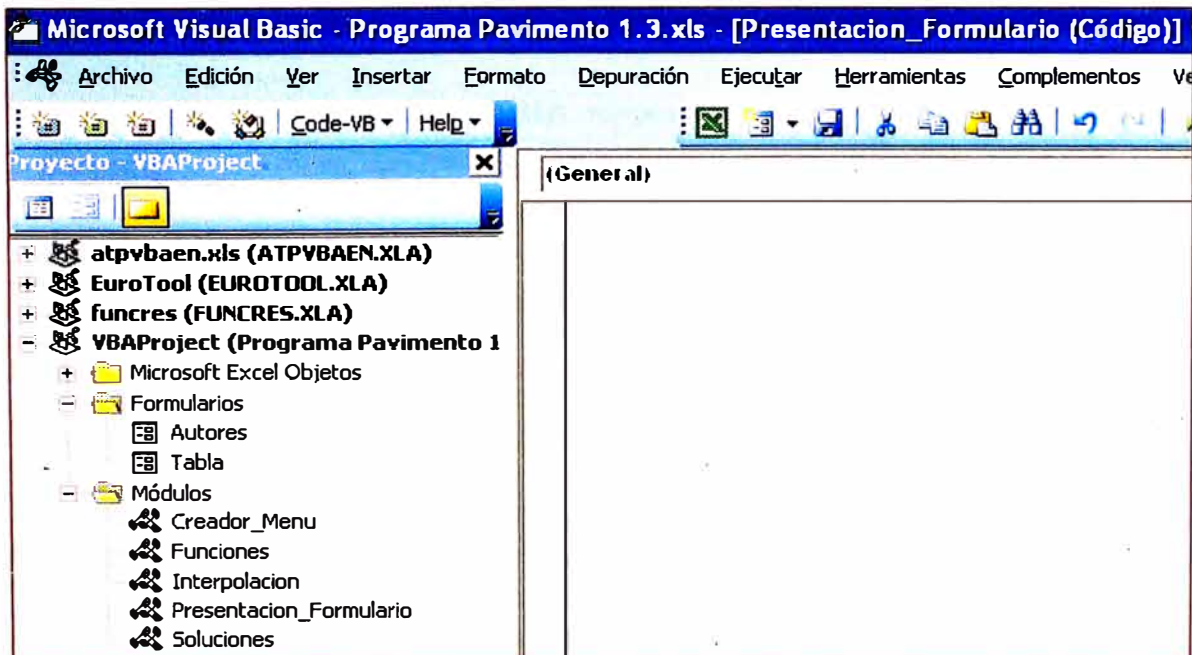 Microsoft Visual Basic - Programa Pavimento 1.3.xls - [Presentacion_Formulario (Código)]
Archivo Edición Ver Insertar Formato Depuración Ejecutar Herramientas Complementos Ve
Code-VB Help
Proyecto - VBAProject
(General)
atpvbaen.xls (ATPVBAEN.XLA)
EuroTool (EUROTOOL.XLA)
funcres (FUNCRES.XLA)
VBAProject (Programa Pavimento 1
Microsoft Excel Objetos
Formularios
Autores
Tabla
Módulos
Creador_Menu
Funciones
Interpolacion
Presentacion_Formulario
Soluciones